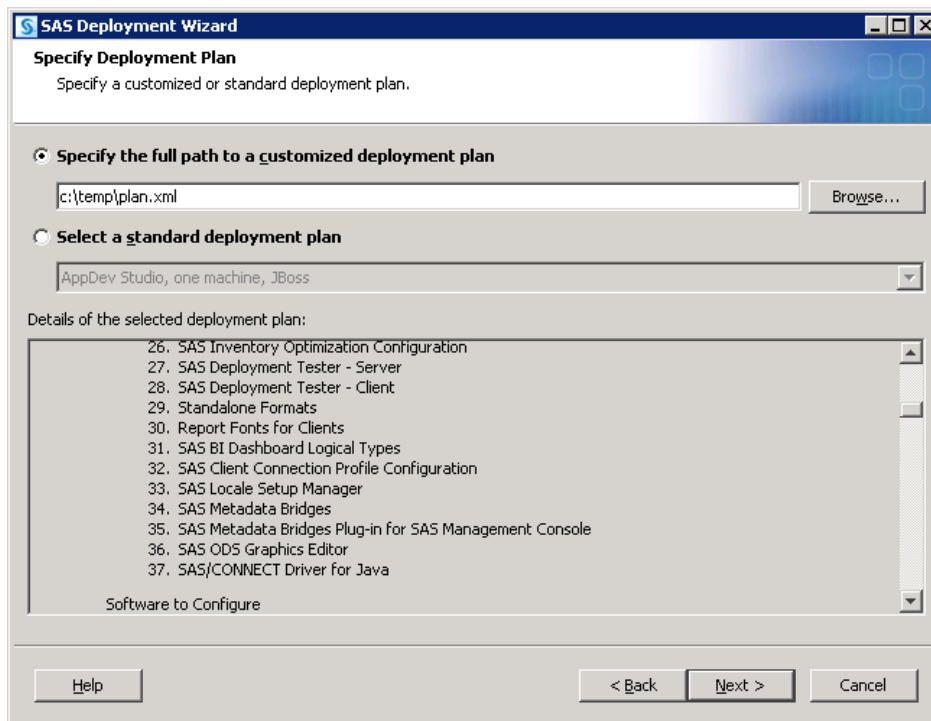 SAS Deployment Wizard
Specify Deployment Plan
Specify a customized or standard deployment plan.
Specify the full path to a customized deployment plan
c:\temp\plan.xml
Browse...
Select a standard deployment plan
AppDev Studio, one machine, JBoss
Details of the selected deployment plan:
26. SAS Inventory Optimization Configuration
27. SAS Deployment Tester - Server
28. SAS Deployment Tester - Client
29. Standalone Formats
30. Report Fonts for Clients
31. SAS BI Dashboard Logical Types
32. SAS Client Connection Profile Configuration
33. SAS Locale Setup Manager
34. SAS Metadata Bridges
35. SAS Metadata Bridges Plug-in for SAS Management Console
36. SAS ODS Graphics Editor
37. SAS/CONNECT Driver for Java
Software to Configure
Help
< Back
Next >
Cancel